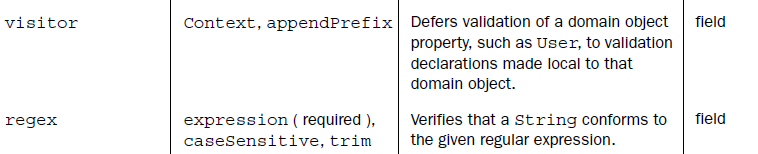 visitor Context, appendPrefix Defers validation of a domain object field
property, such as User, to validation
declarations made local to that
domain object.
regex expression ( required ), Verifies that a String conforms to field
caseSensitive, trim the given regular expression.